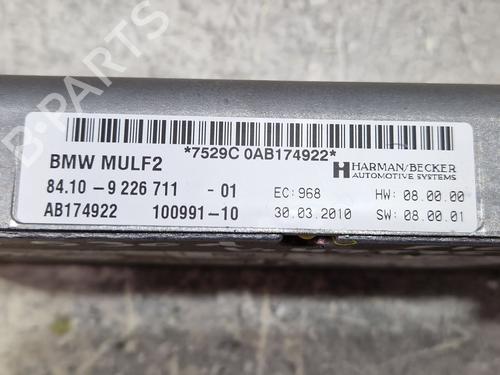 *7529C 0AB174922*
BMW MULF2
HARMAN/BECKER
AUTOMOTIVE SYSTEMS
84.10 - 9 226 711 - 01
EC: 968
HW: 08.00.00
AB174922
100991-10
30.03.2010
SW: 08.00.01
B-PARTS